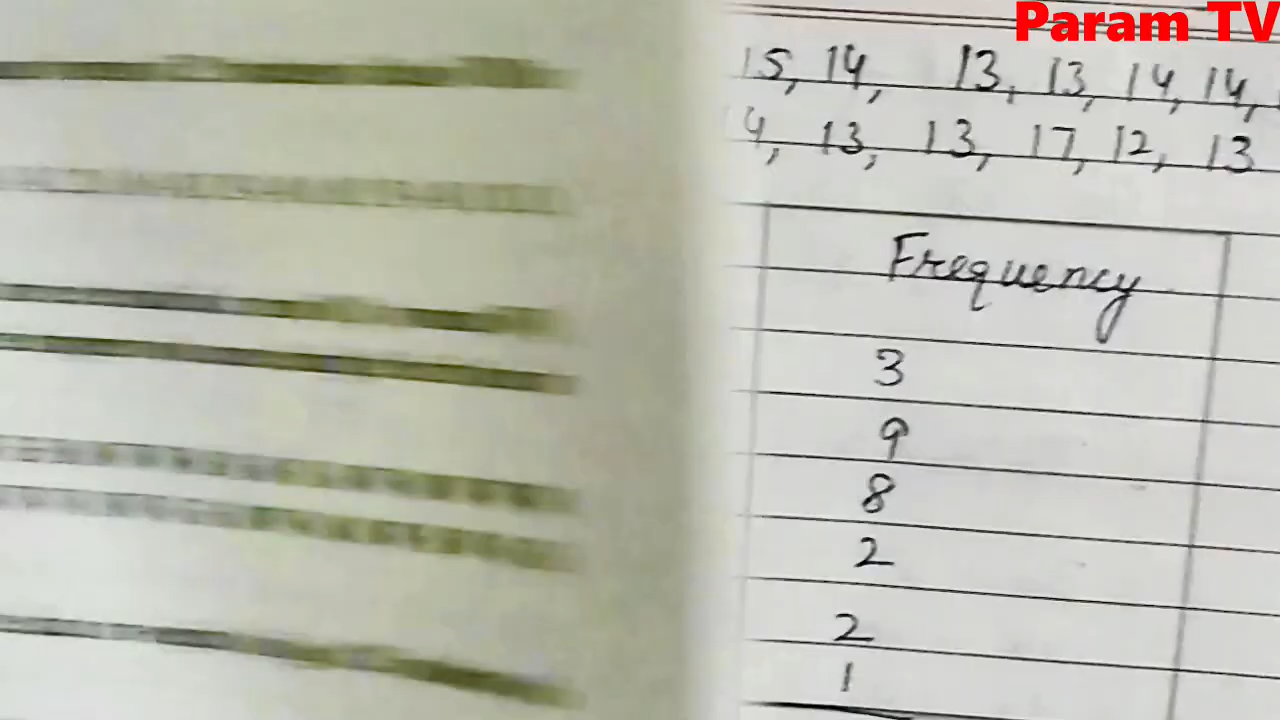 Param TV
15, 14, 13, 13, 14, 14,
4, 13, 13, 17, 12, 13
Frequency
3
9
8
2
2
1